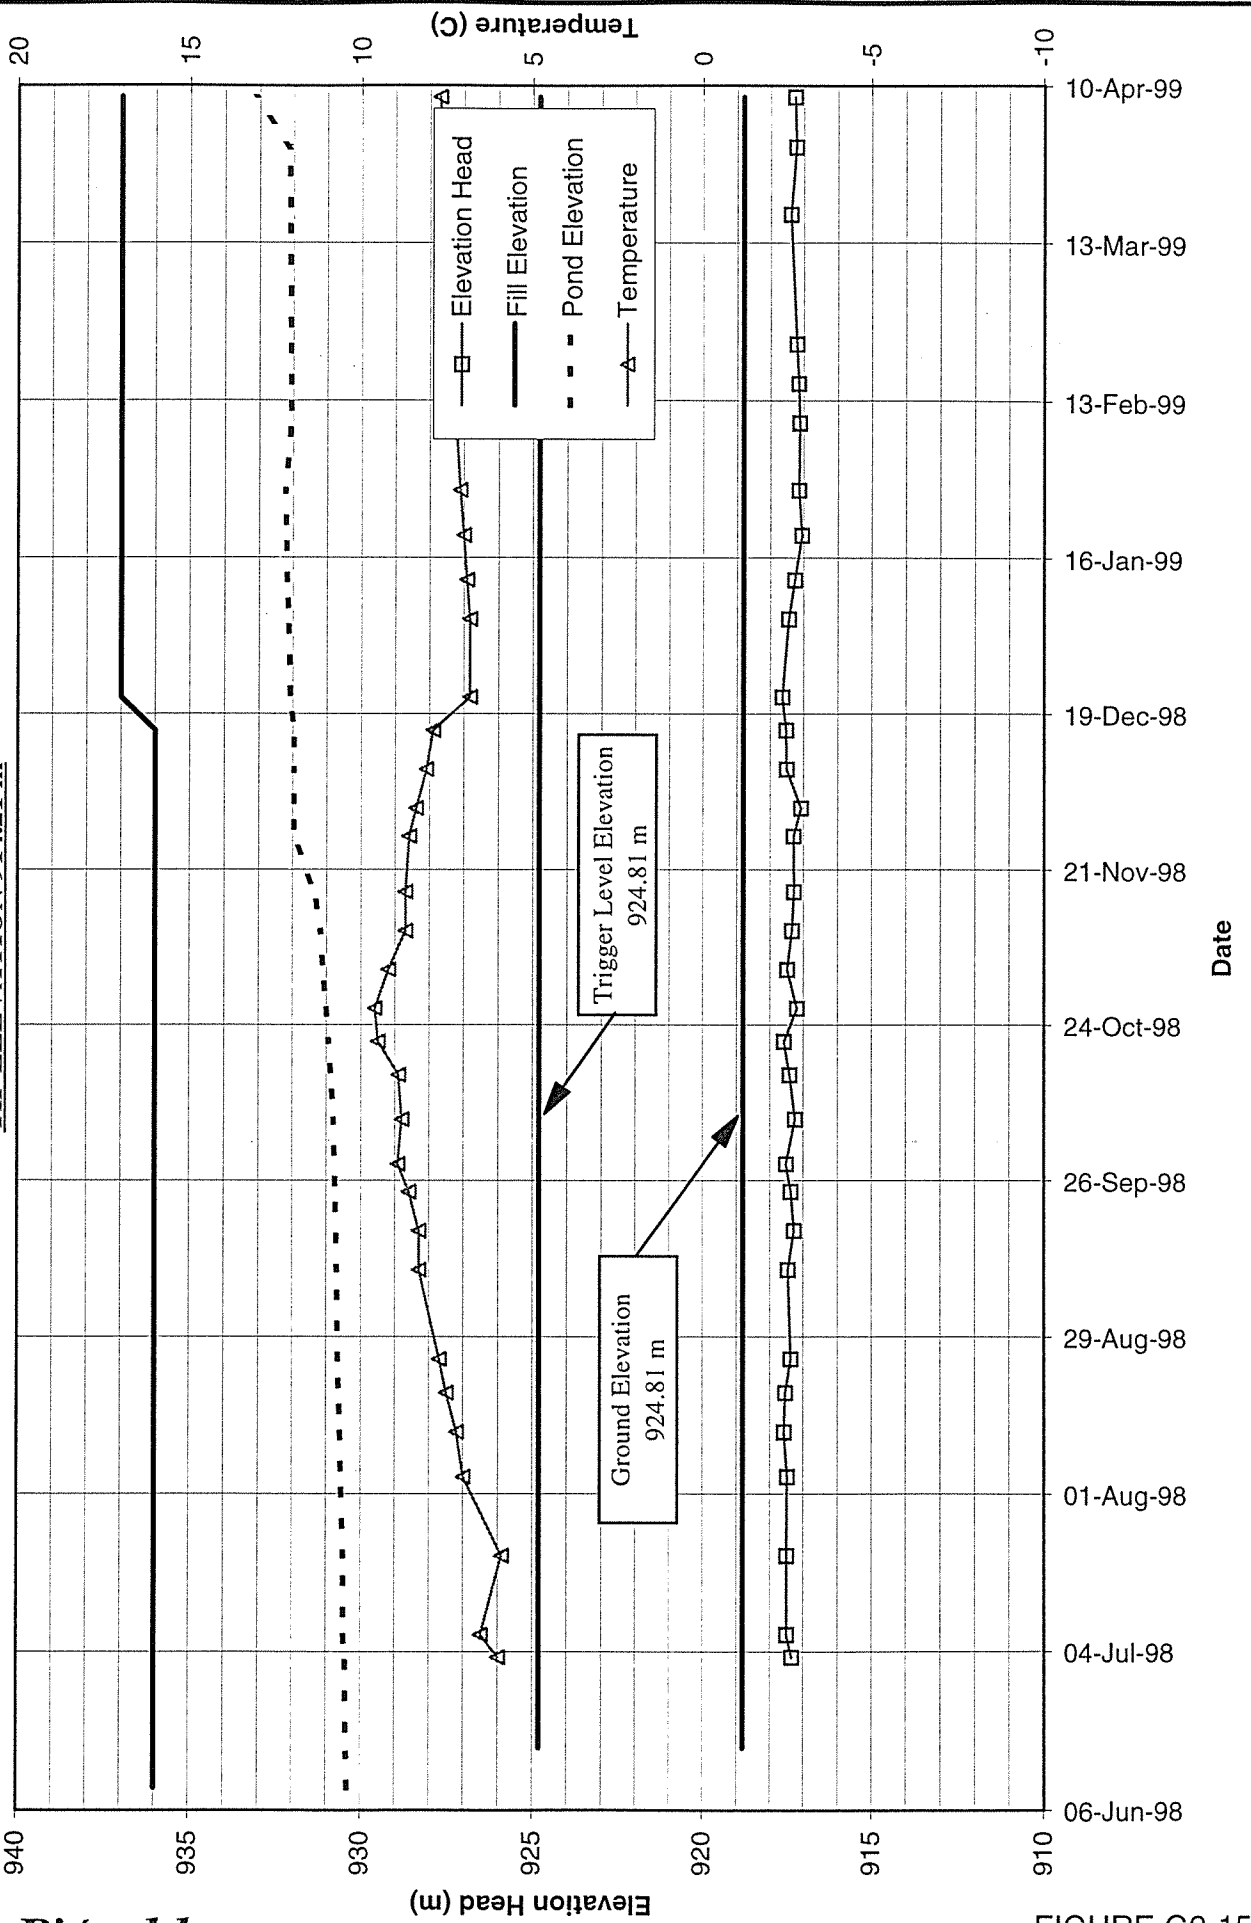 940
935
930
925
920
915
910
Elevation Head (m)
20
15
10
5
0
-5
-10
Temperature (C)
Elevation Head
Fill Elevation
Pond Elevation
Temperature
Trigger Level Elevation
924.81 m
Ground Elevation
924.81 m
06-Jun-98
04-Jul-98
01-Aug-98
29-Aug-98
26-Sep-98
24-Oct-98
21-Nov-98
19-Dec-98
16-Jan-99
13-Feb-99
13-Mar-99
10-Apr-99
Date